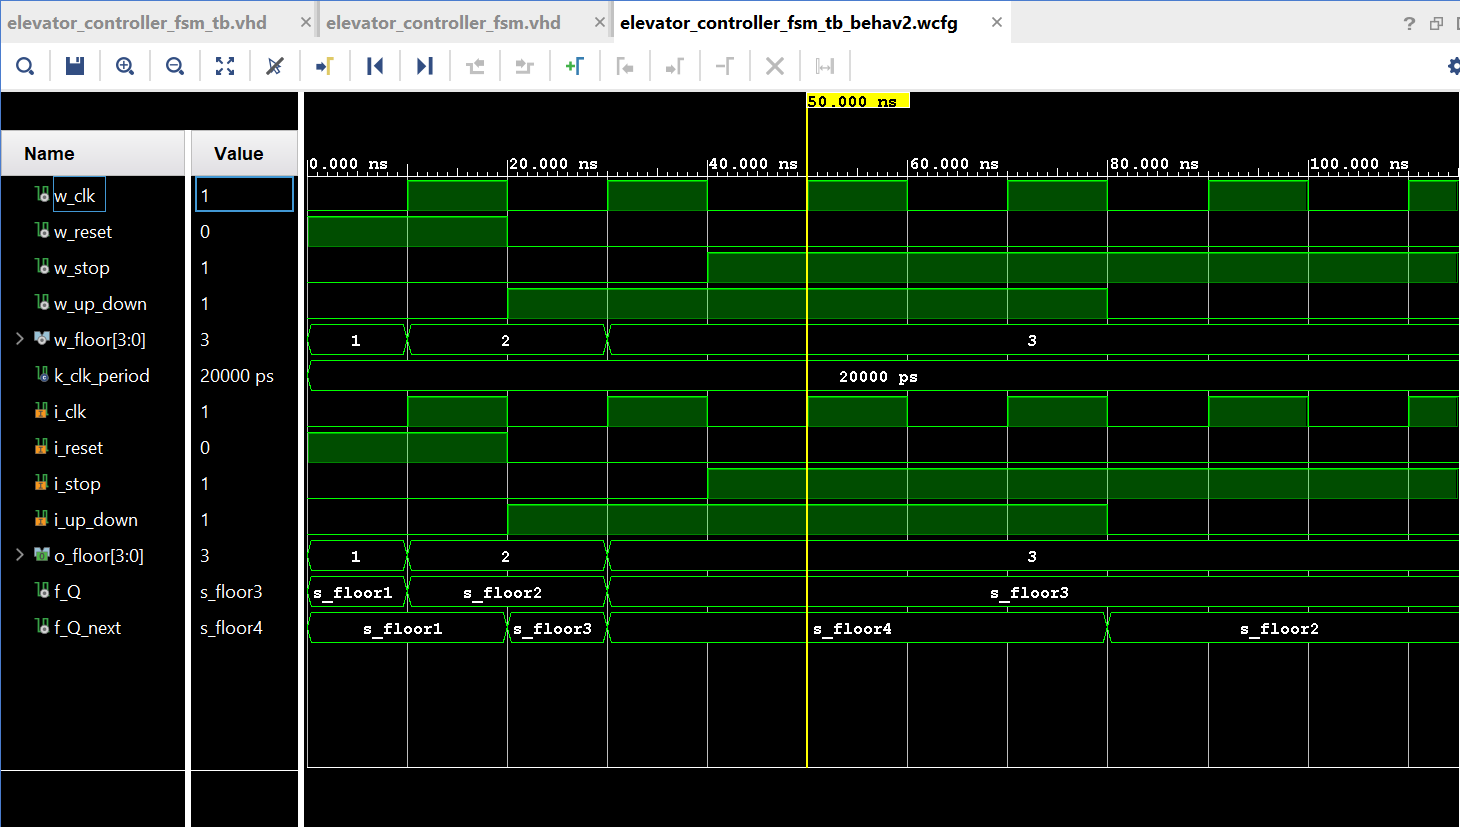 elevator_controller_fsm_tb.vhd × elevator_controller_fsm.vhd × elevator_controller_fsm_tb_behav2.wcfg × ?
50.000 ns
Name Value
0.000 ns 20.000 ns 40.000 ns 60.000 ns 80.000 ns 100.000 ns
w_clk 1
w_reset 0
w_stop 1
w_up_down 1
w_floor[3:0] 3 1 2 3
k_clk_period 20000 ps 20000 ps
i_clk 1
i_reset 0
i_stop 1
i_up_down 1
o_floor[3:0] 3 1 2 3
f_Q s_floor3 s_floor1 s_floor2 s_floor3
f_Q_next s_floor4 s_floor1 s_floor3 s_floor4 s_floor2